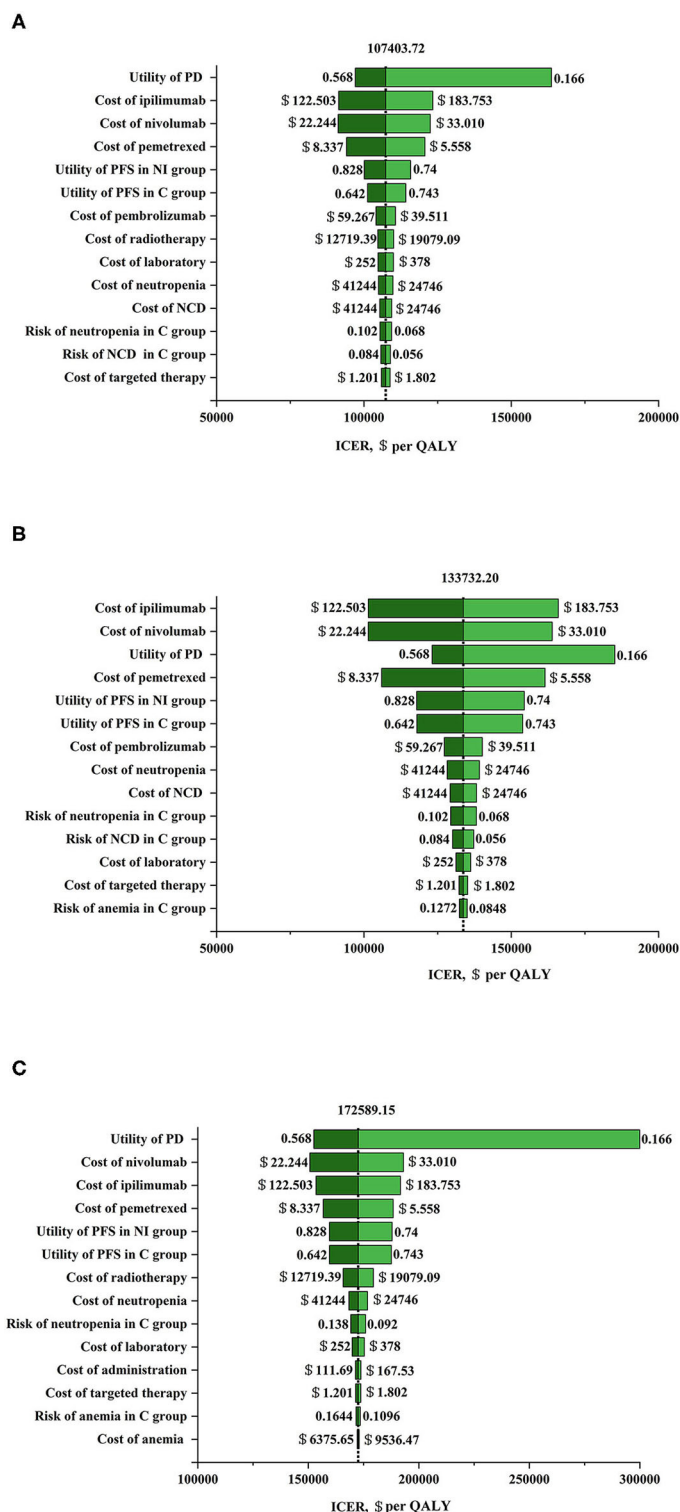 A
107403.72
Utility of PD 0.568 0.166
Cost of ipilimumab $ 122.503 $ 183.753
Cost of nivolumab $ 22.244 $ 33.010
Cost of pemetrexed $ 8.337 $ 5.558
Utility of PFS in NI group 0.828 0.74
Utility of PFS in C group 0.642 0.743
Cost of pembrolizumab $ 59.267 $ 39.511
Cost of radiotherapy $ 12719.39 $ 19079.09
Cost of laboratory $ 252 $ 378
Cost of neutropenia $ 41244 $ 24746
Cost of NCD $ 41244 $ 24746
Risk of neutropenia in C group 0.102 0.068
Risk of NCD in C group 0.084 0.056
Cost of targeted therapy $ 1.201 $ 1.802
50000 100000 150000 200000
ICER, $ per QALY
B
133732.20
Cost of ipilimumab $ 122.503 $ 183.753
Cost of nivolumab $ 22.244 $ 33.010
Utility of PD 0.568 0.166
Cost of pemetrexed $ 8.337 $ 5.558
Utility of PFS in NI group 0.828 0.74
Utility of PFS in C group 0.642 0.743
Cost of pembrolizumab $ 59.267 $ 39.511
Cost of neutropenia $ 41244 $ 24746
Cost of NCD $ 41244 $ 24746
Risk of neutropenia in C group 0.102 0.068
Risk of NCD in C group 0.084 0.056
Cost of laboratory $ 252 $ 378
Cost of targeted therapy $ 1.201 $ 1.802
Risk of anemia in C group 0.1272 0.0848
50000 100000 150000 200000
ICER, $ per QALY
C
172589.15
Utility of PD 0.568 0.166
Cost of nivolumab $ 22.244 $ 33.010
Cost of ipilimumab $ 122.503 $ 183.753
Cost of pemetrexed $ 8.337 $ 5.558
Utility of PFS in NI group 0.828 0.74
Utility of PFS in C group 0.642 0.743
Cost of radiotherapy $ 12719.39 $ 19079.09
Cost of neutropenia $ 41244 $ 24746
Risk of neutropenia in C group 0.138 0.092
Cost of laboratory $ 252 $ 378
Cost of administration $ 111.69 $ 167.53
Cost of targeted therapy $ 1.201 $ 1.802
Risk of anemia in C group 0.1644 0.1096
Cost of anemia $ 6375.65 $ 9536.47
100000 150000 200000 250000 300000
ICER, $ per QALY